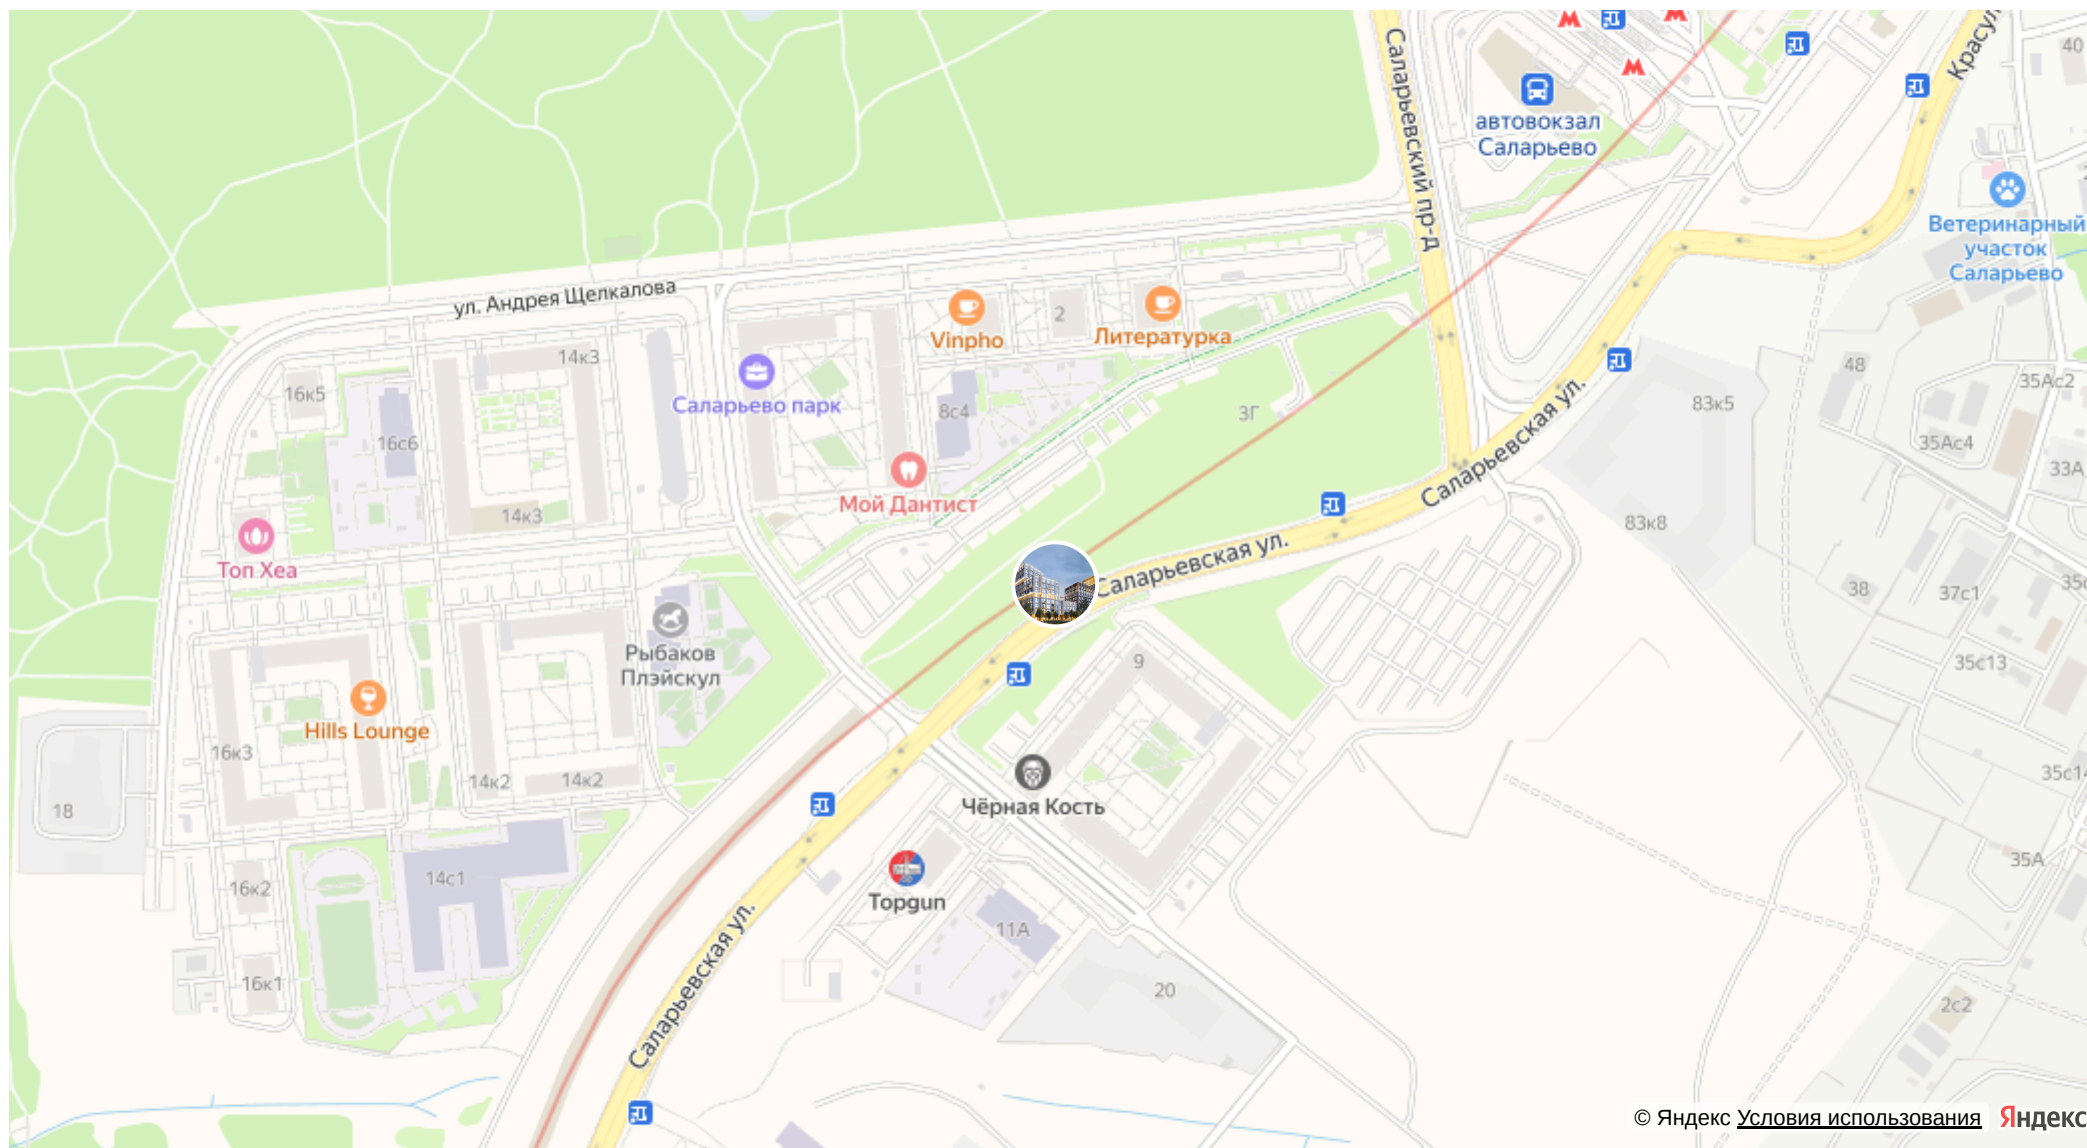 Саларьевский пр-д
Красул
40
автовокзал
Саларьево
Ветеринарный
участок
Саларьево
ул. Андрея Щелкалова
Vinpho
2
Литературка
14к3
16к5
Саларьево парк
8с4
3Г
16с6
Мой Дантист
14к3
Топ Хеа
Саларьевская ул.
Саларьевская ул.
48
35Ас2
83к5
35Ас4
33А
83к8
38
37с1
35с13
Рыбаков
Плэйскул
9
Hills Lounge
16к3
14к2
14к2
18
Чёрная Кость
35с14
35А
14с1
16к2
Topgun
11А
16к1
20
2с2
Саларьевская ул.
© Яндекс Условия использования Яндекс